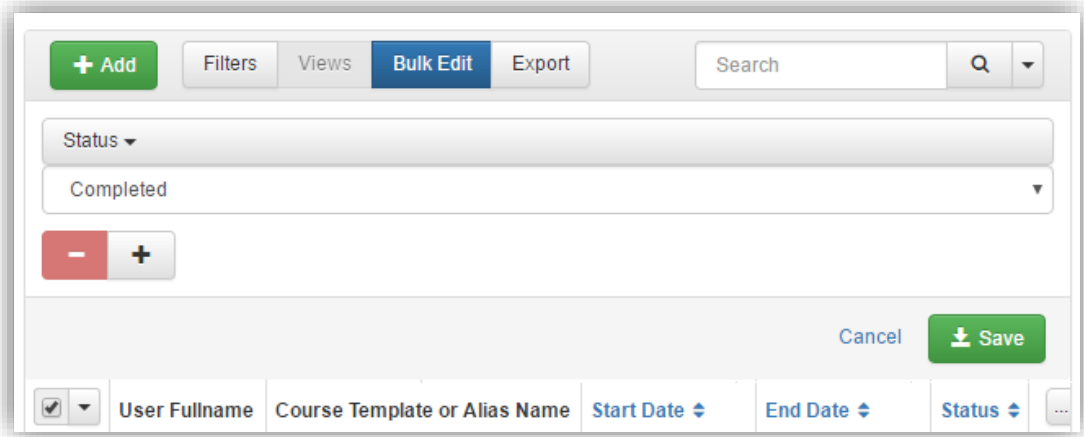 Add Filters Views Bulk Edit Export Search
Status
Completed
Cancel Save
User Fullname Course Template or Alias Name Start Date End Date Status ...